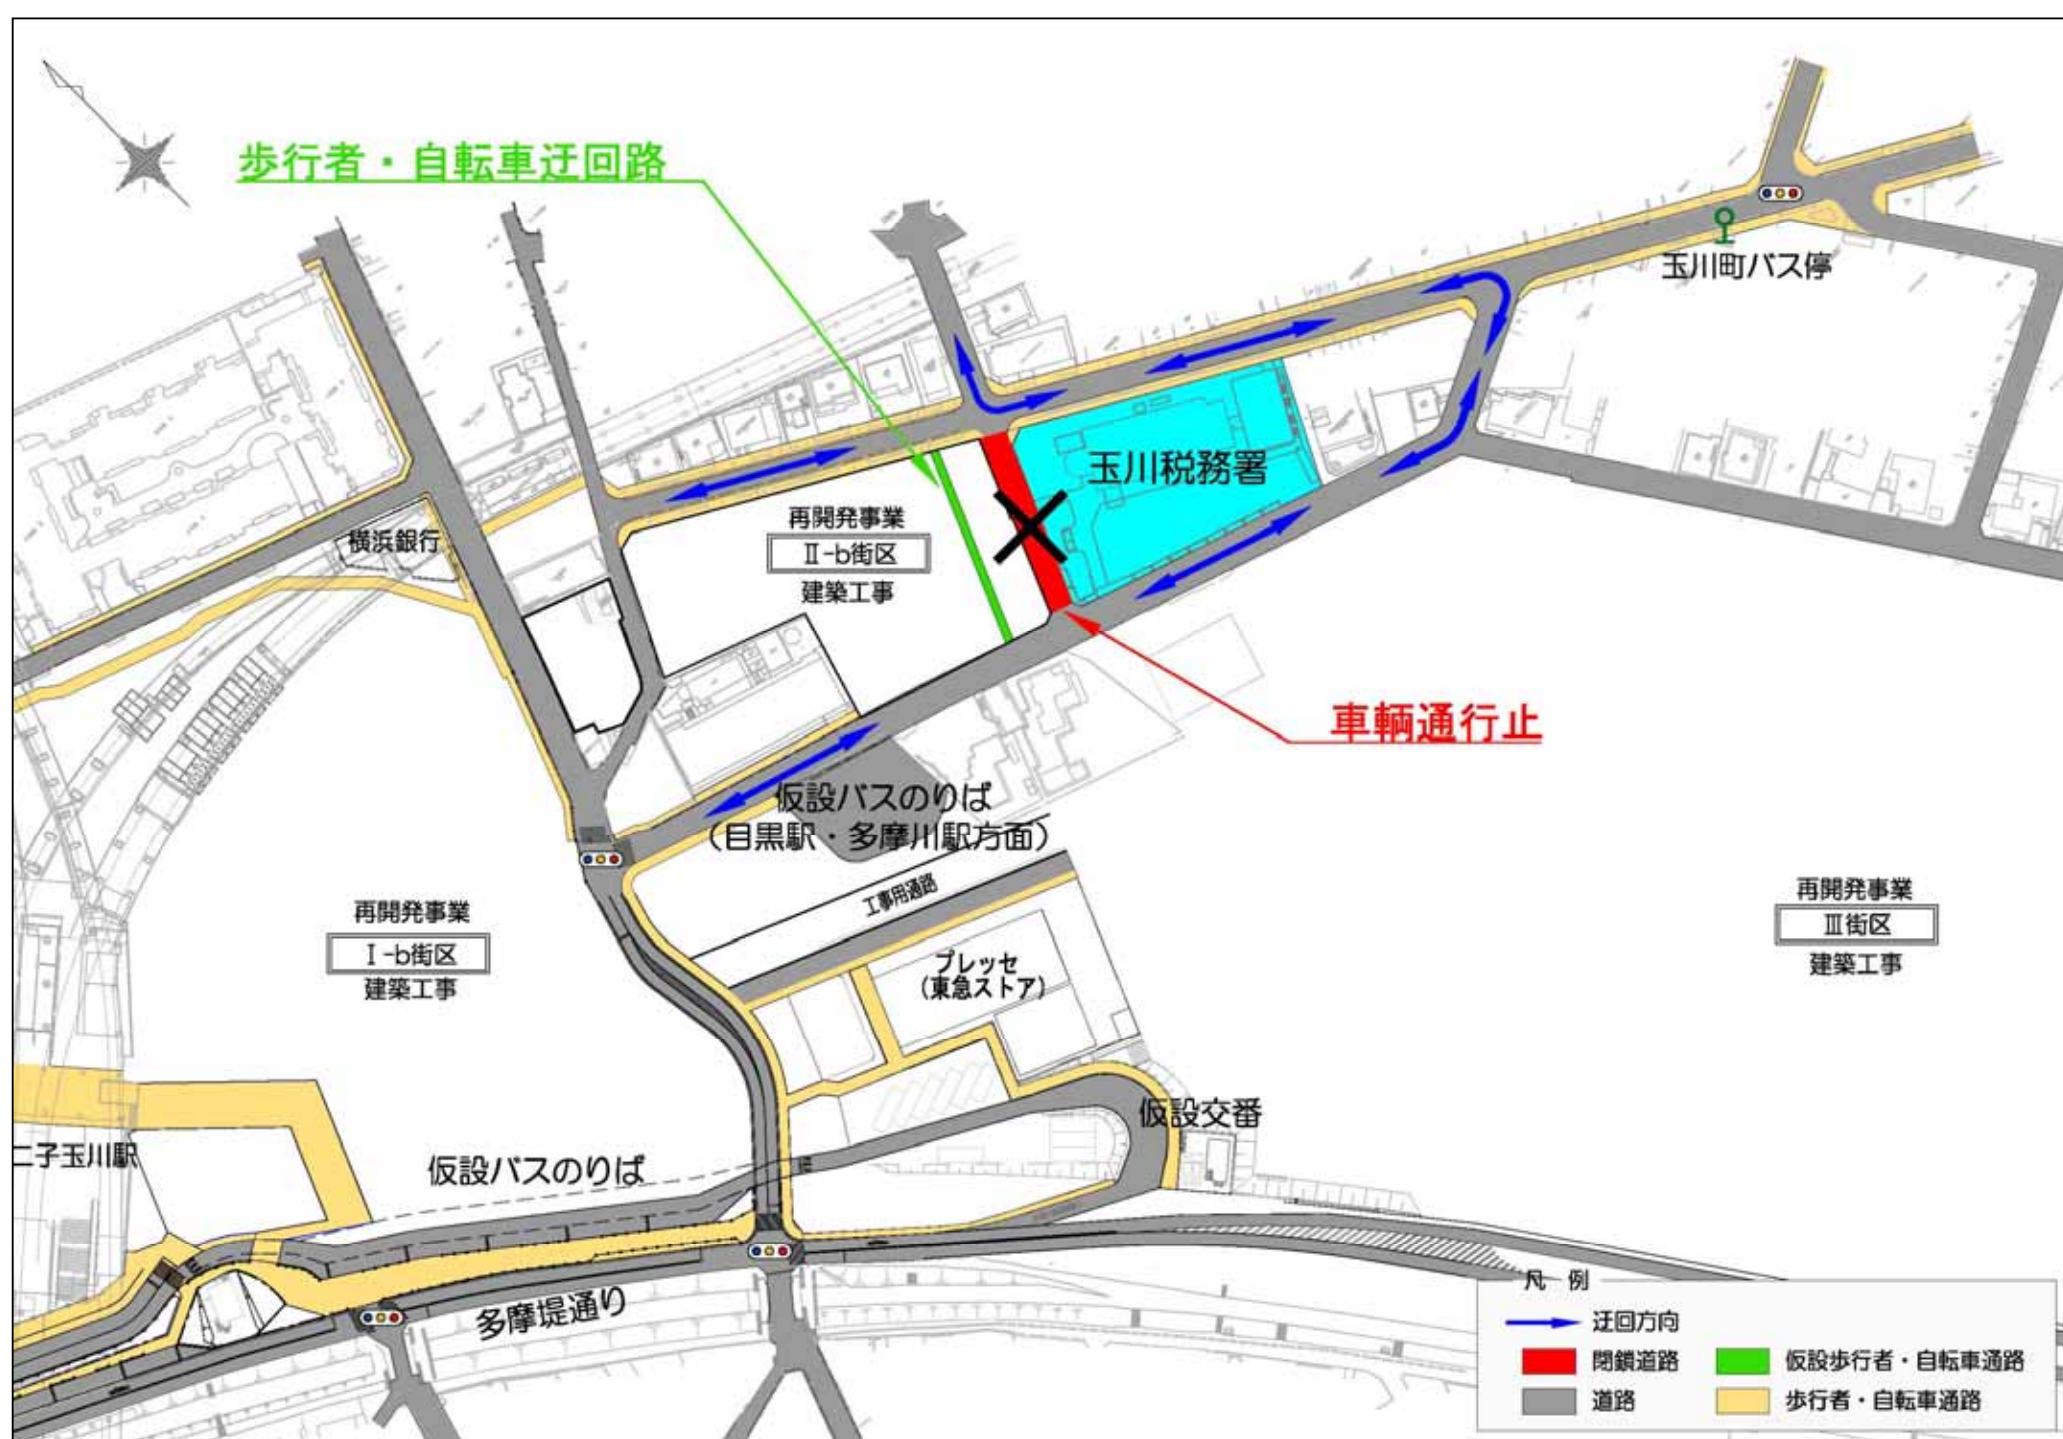 歩行者・自転車迂回路
玉川町バス停
玉川税務署
再開発事業
Ⅱ-b街区
建築工事
横浜銀行
車輌通行止
仮設バスのりば
(目黒駅・多摩川駅方面)
工事用通路
再開発事業
Ⅰ-b街区
建築工事
プレッセ
(東急ストア)
再開発事業
Ⅲ街区
建築工事
仮設交番
二子玉川駅
仮設バスのりば
多摩堤通り
凡 例
迂回方向
閉鎖道路
仮設歩行者・自転車通路
道路
歩行者・自転車通路